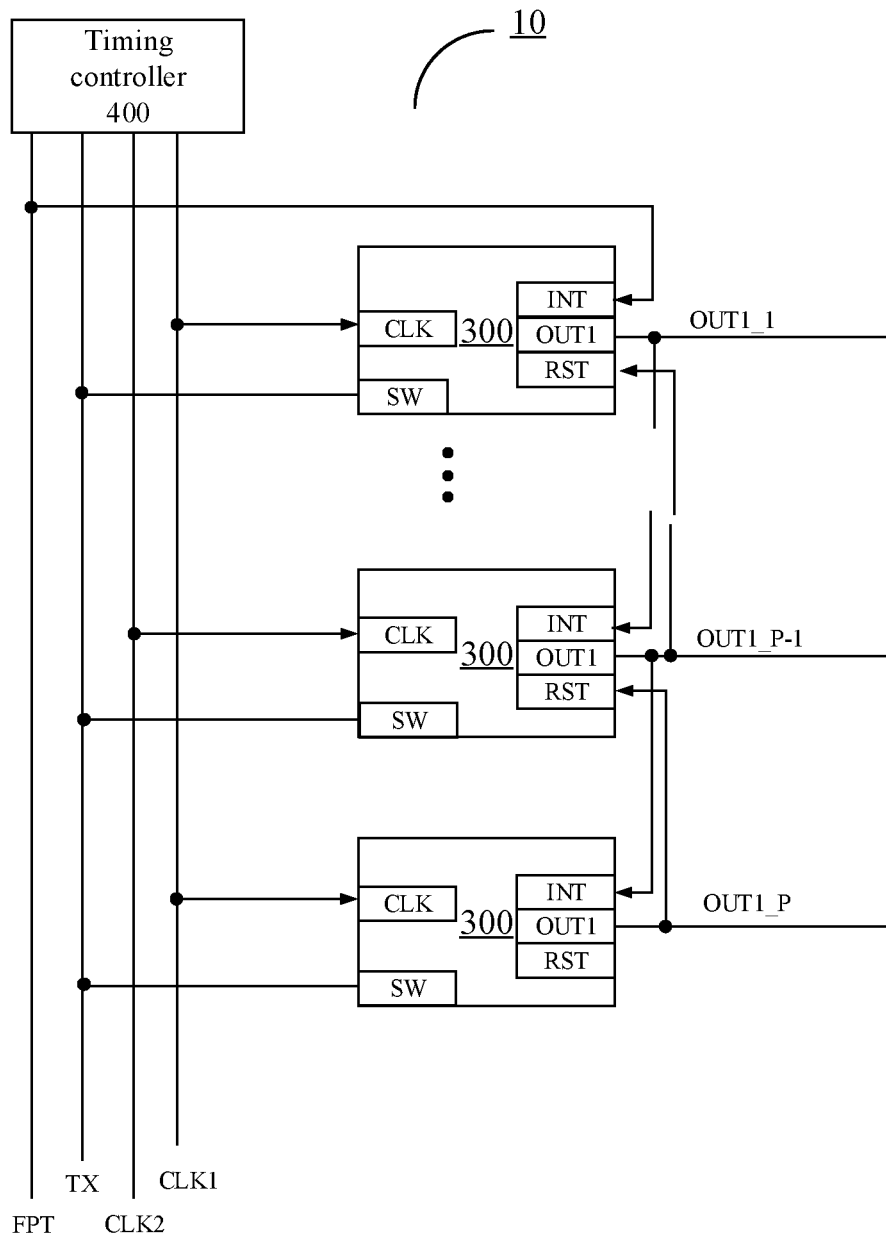 Timing
controller
400
10
INT
CLK
300
OUT1
OUT1_1
RST
SW
INT
CLK
300
OUT1
OUT1_P-1
RST
SW
INT
CLK
300
OUT1
OUT1_P
RST
SW
TX
CLK1
FPT
CLK2